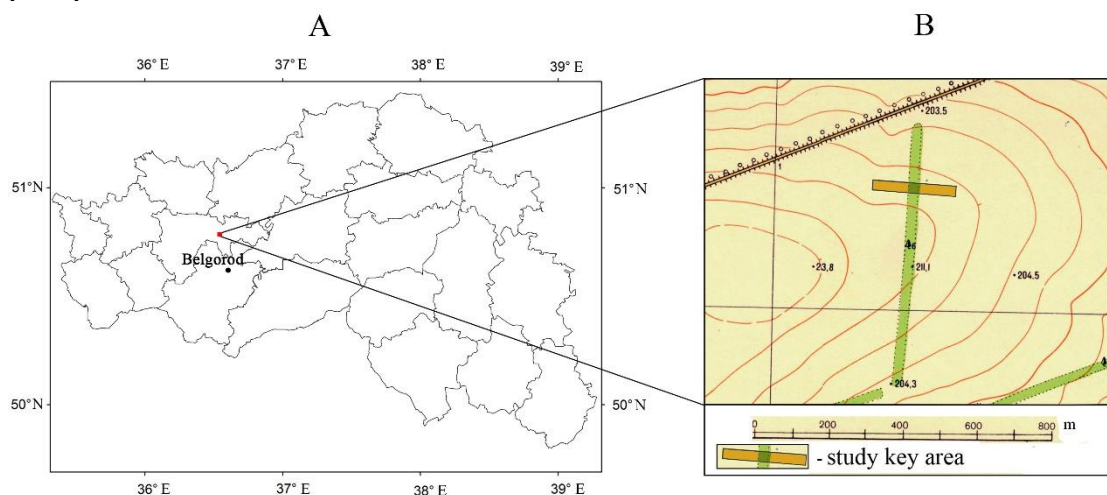 A
B
36° E 37° E 38° E 39° E
51°N
51°N
50°N
50°N
Belgorod
36° E 37° E 38° E 39° E
203.5
1
23,8
211,1
204.5
204,3
0 200 400 600 800 m
- study key area